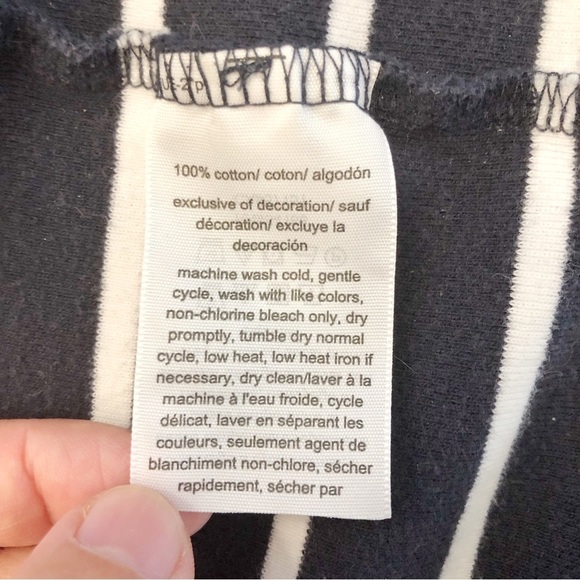 100% cotton/ coton/ algodón
exclusive of decoration/ sauf
décoration/ excluye la
decoración
machine wash cold, gentle
cycle, wash with like colors,
non-chlorine bleach only, dry
promptly, tumble dry normal
cycle, low heat, low heat iron if
necessary, dry clean/laver à la
machine à l'eau froide, cycle
délicat, laver en séparant les
couleurs, seulement agent de
blanchiment non-chlore, sécher
rapidement, sécher par